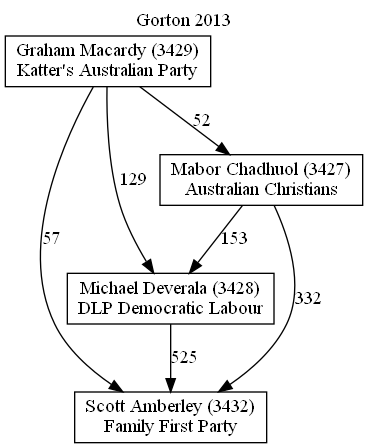 Gorton 2013
Graham Macardy (3429)
Katter's Australian Party
52
Mabor Chadhuol (3427)
Australian Christians
129
57
153
Michael Deverala (3428)
DLP Democratic Labour
332
525
Scott Amberley (3432)
Family First Party